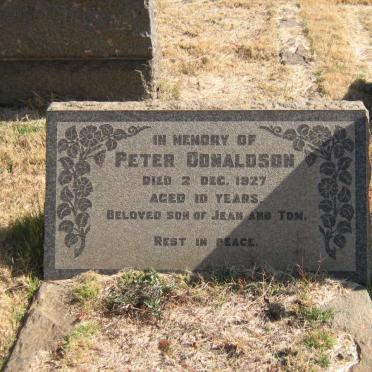 IN MEMORY OF
PETER DONALDSON
DIED 2 DEC. 1927
AGED 10 YEARS.
BELOVED SON OF JEAN AND TOM.
REST IN PEACE.